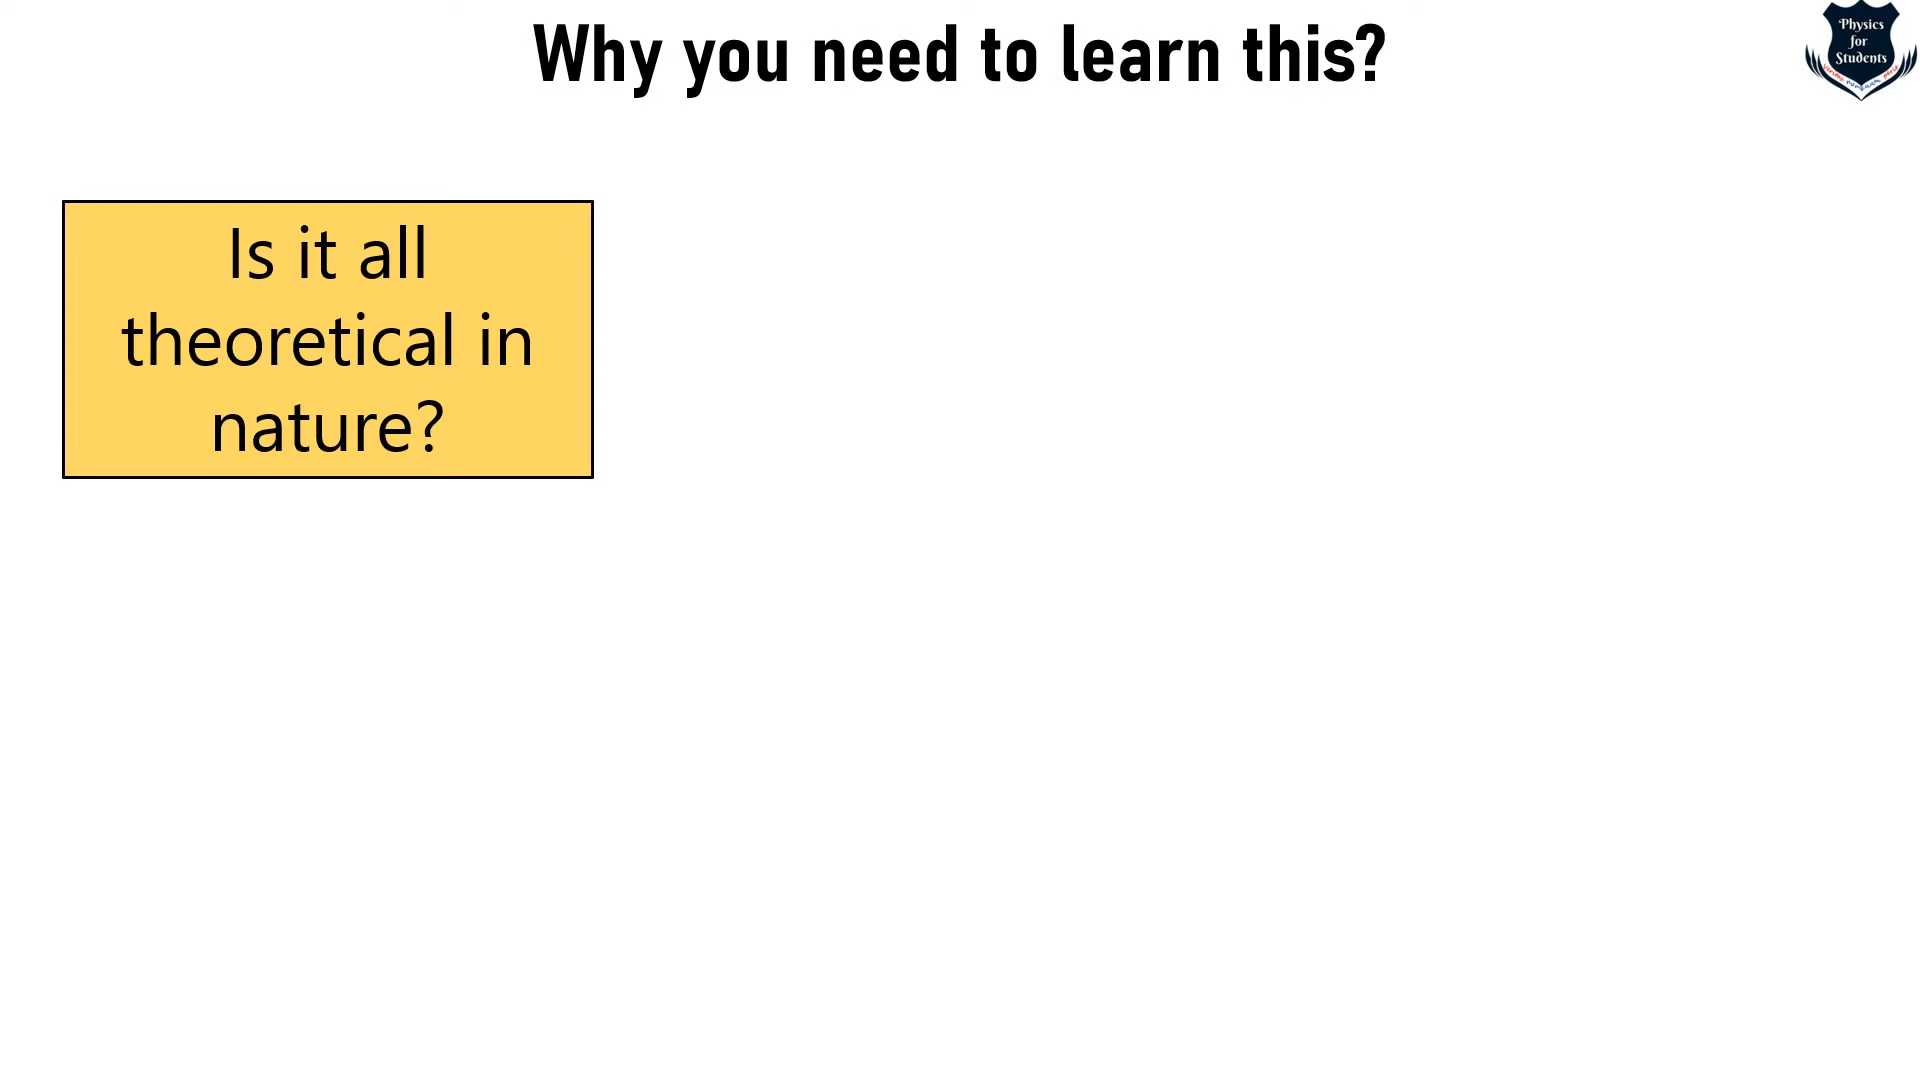 Why you need to learn this?
Physics
for
Students
Is it all
theoretical in
nature?